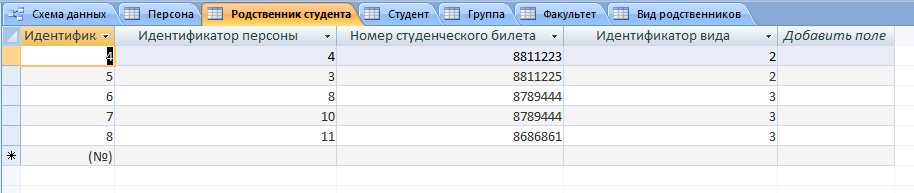 Схема данных Персона Родственник студента Студент Группа Факультет Вид родственников
Идентифик Идентификатор персоны Номер студенческого билета Идентификатор вида Добавить поле
4 4 8811223 2
5 3 8811225 2
6 8 8789444 3
7 10 8789444 3
8 11 8686861 3
(№)